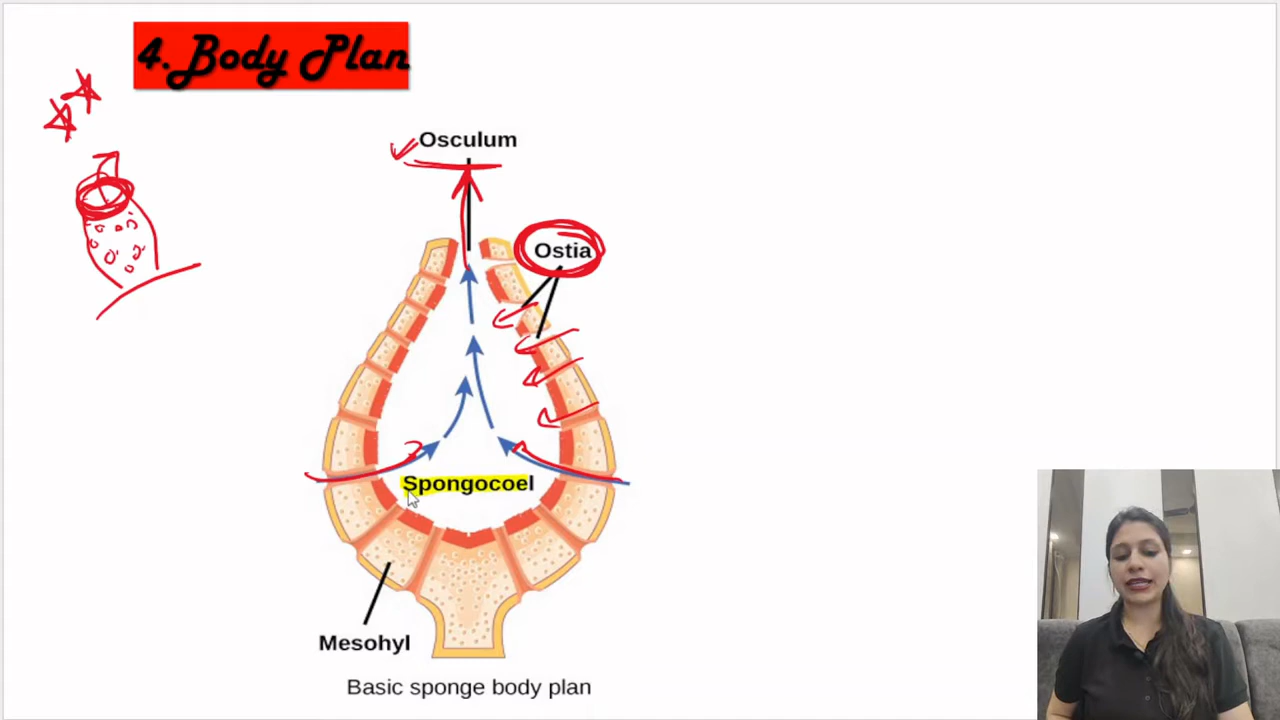 4. Body Plan
Osculum
Ostia
Spongocoel
Mesohyl
Basic sponge body plan